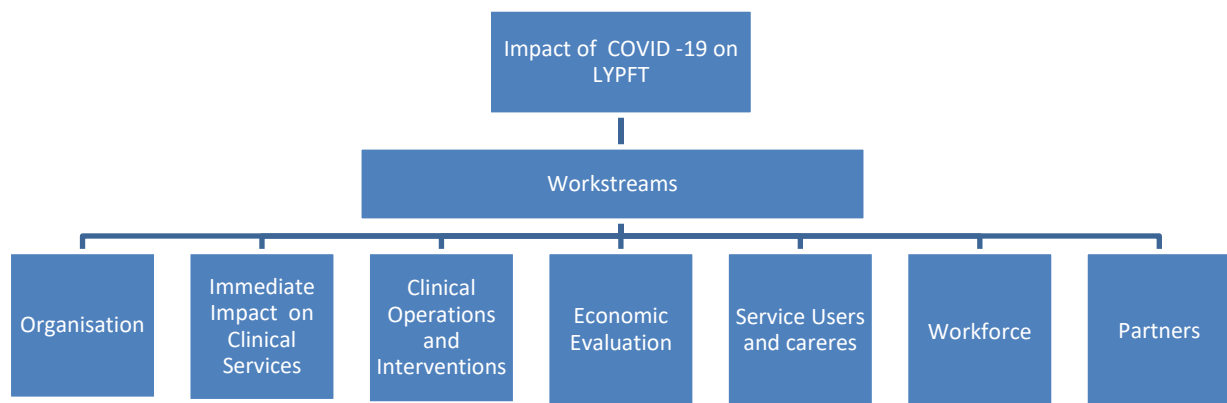 Impact of COVID -19 on
LYPFT
Workstreams
Organisation
Immediate
Impact on
Clinical
Services
Clinical
Operations
and
Interventions
Economic
Evaluation
Service Users
and careres
Workforce
Partners